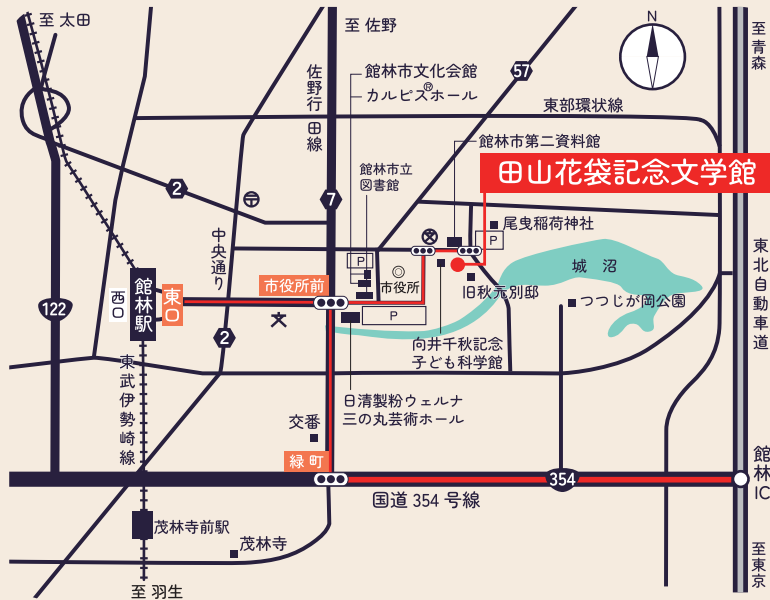 至 太田
至 佐野
N
至青森
57
館林市文化会館
カルピス®ホール
佐野行田線
東部環状線
館林市第二資料館
田山花袋記念文学館
館林市立
図書館
2
〒
7
尾曳稲荷神社
P
中央通り
P
城 沼
東北自動車道
市役所前
市役所
旧秋元別邸
つつじが岡公園
館林駅
西口
東口
122
文
P
2
向井千秋記念
子ども科学館
東武伊勢崎線
日清製粉ウェルナ
三の丸芸術ホール
交番
緑町
354
館林IC
国道354号線
茂林寺前駅
茂林寺
至東京
至 羽生